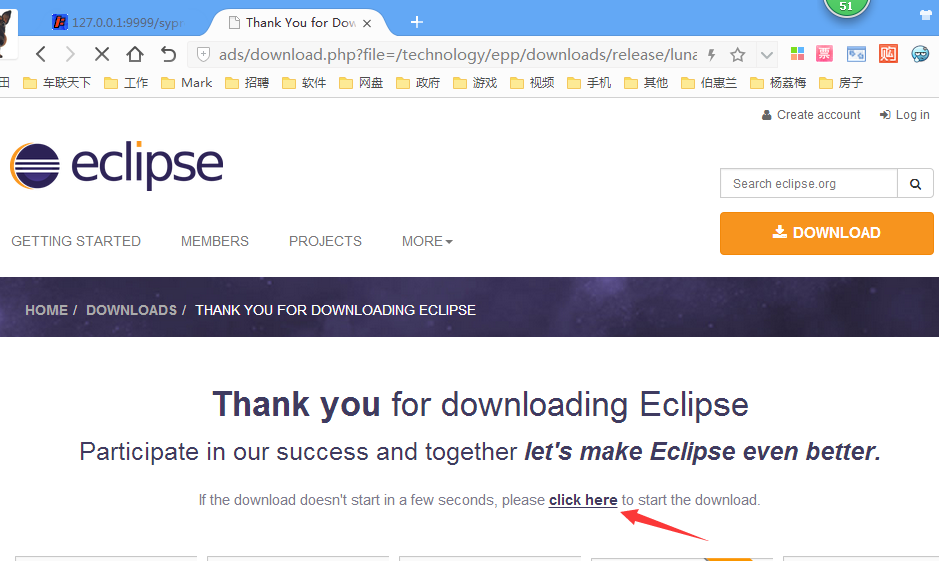 51
127.0.0.1:9999/sypr
Thank You for Dow
ads/download.php?file=/technology/epp/downloads/release/luna
票
购
田 车联天下 工作 Mark 招聘 软件 网盘 政府 游戏 视频 手机 其他 伯惠兰 杨荔梅 房子
Create account Log in
eclipse
Search eclipse.org
DOWNLOAD
GETTING STARTED MEMBERS PROJECTS MORE
HOME / DOWNLOADS / THANK YOU FOR DOWNLOADING ECLIPSE
Thank you for downloading Eclipse
Participate in our success and together let's make Eclipse even better.
If the download doesn't start in a few seconds, please click here to start the download.